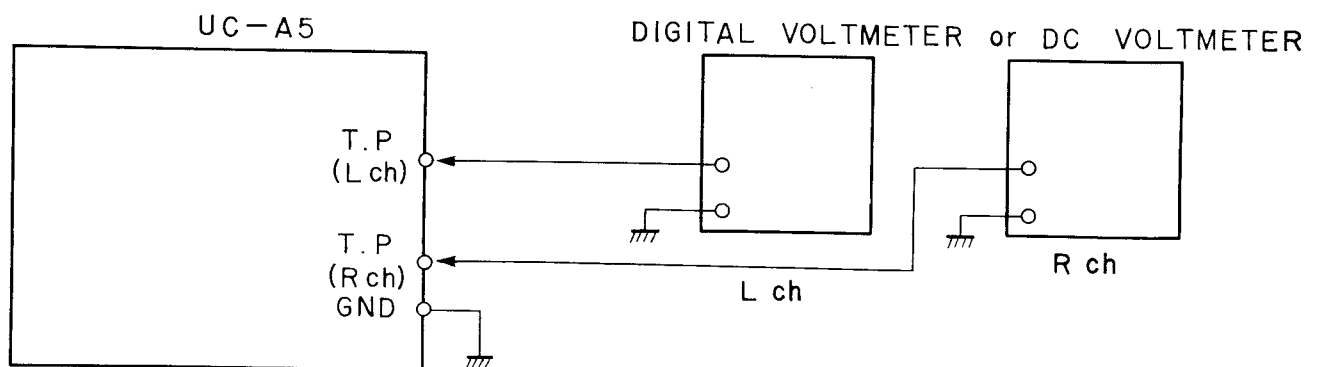 UC-A5
DIGITAL VOLTMETER or DC VOLTMETER
T.P
(L ch)
T.P
(R ch)
GND
L ch
R ch